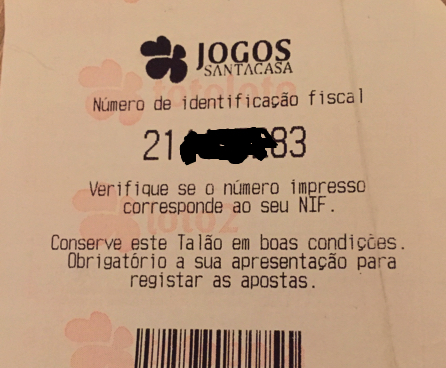 JOGOS
SANTACASA
Número de identificação fiscal
21 83
Verifique se o número impresso
corresponde ao seu NIF.
Conserve este Talão em boas condições.
Obrigatório a sua apresentação para
registar as apostas.